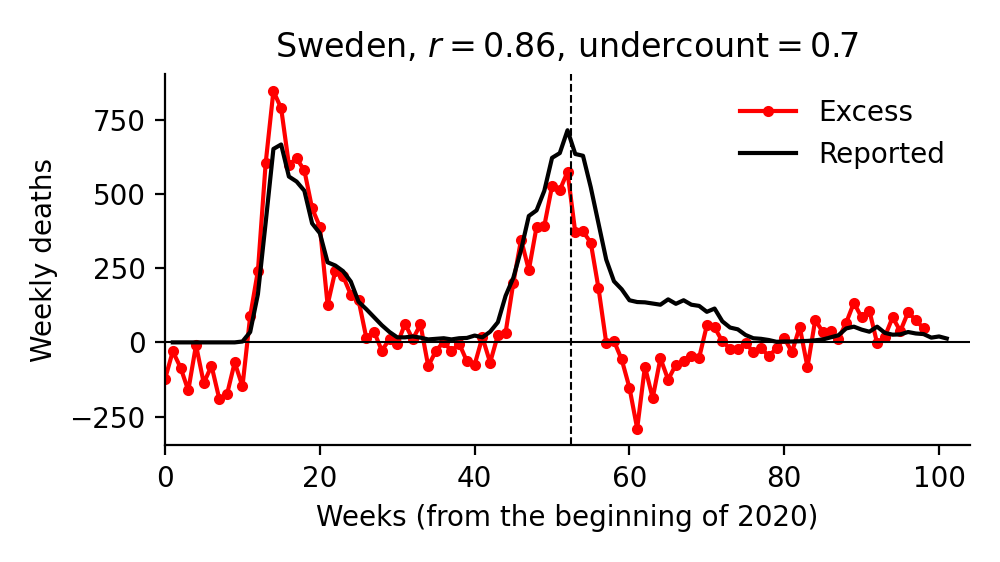 Sweden, r = 0.86, undercount = 0.7
Excess
Reported
Weekly deaths
750
500
250
0
−250
0 20 40 60 80 100
Weeks (from the beginning of 2020)